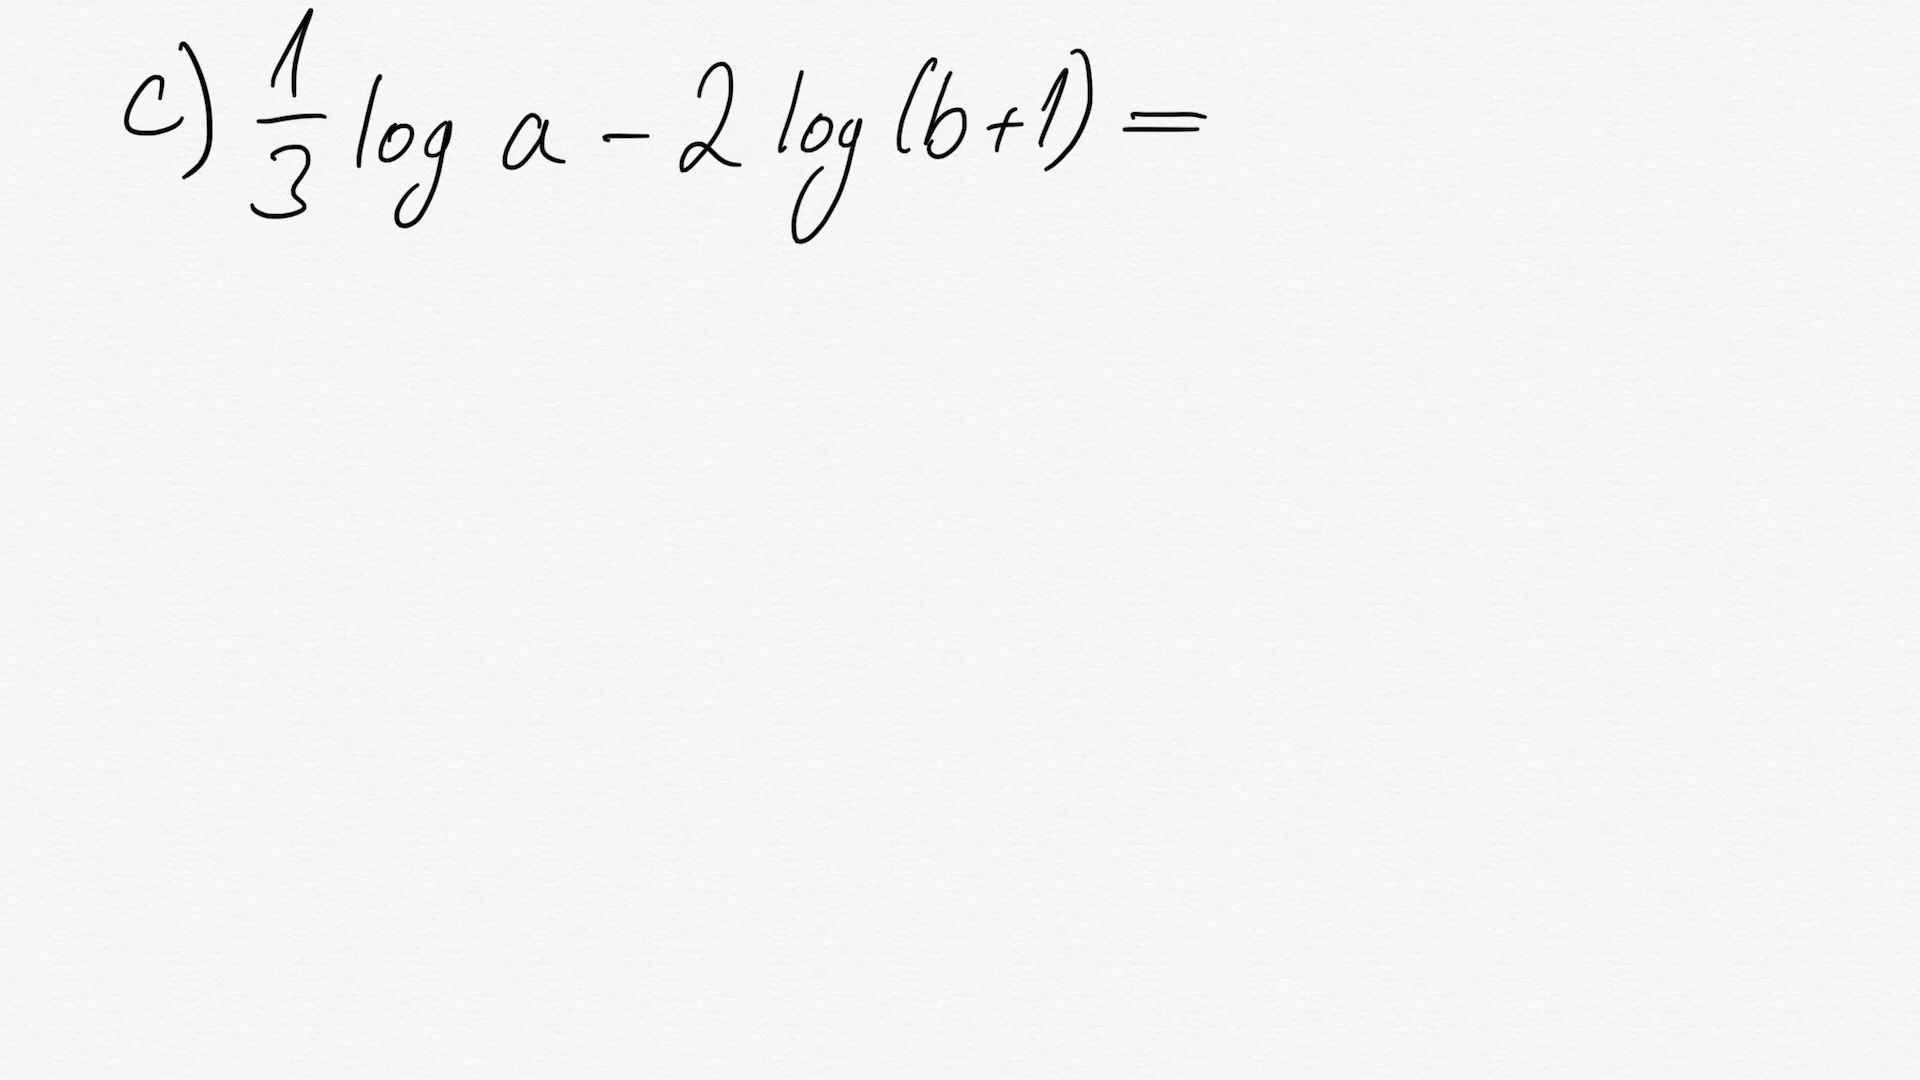 c) 1/3 log a - 2 log (b+1) =